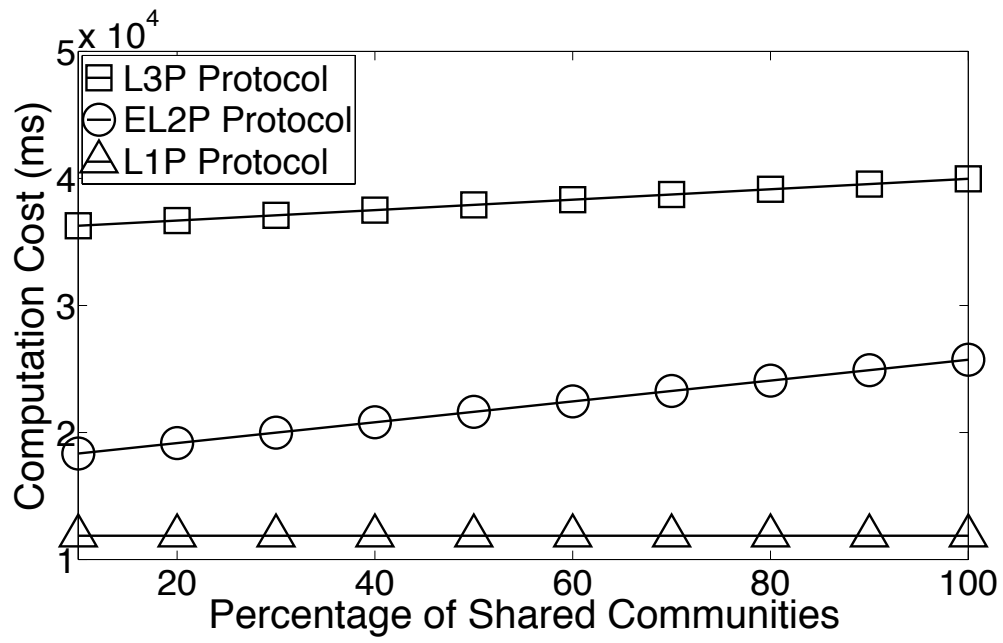 x 10^4
5
L3P Protocol
EL2P Protocol
L1P Protocol
4
3
2
1
Computation Cost (ms)
20 40 60 80 100
Percentage of Shared Communities